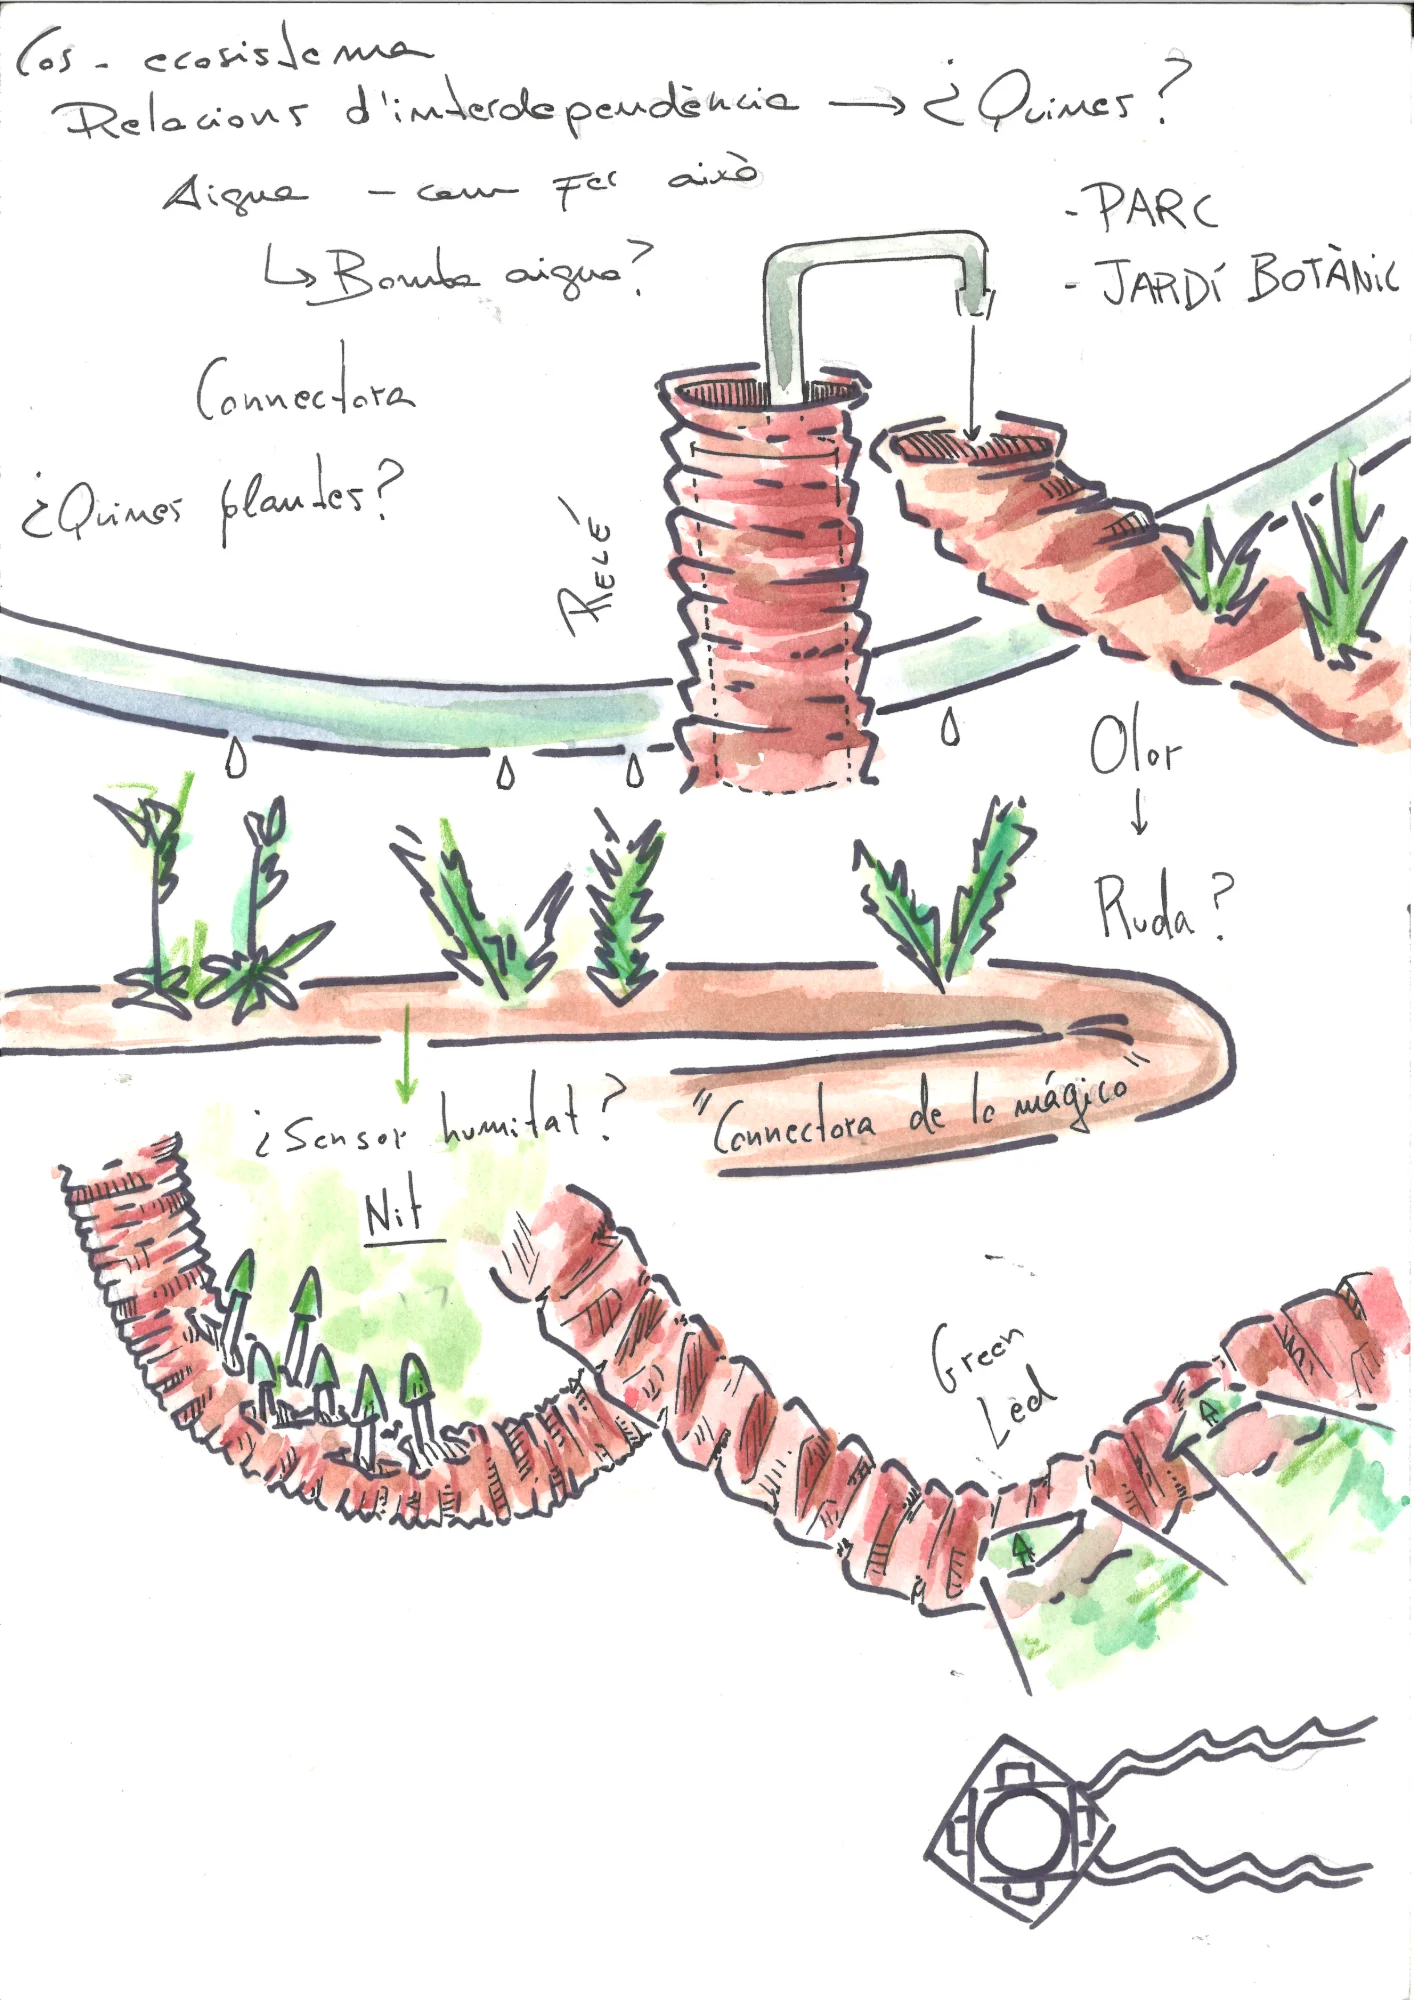 Cos - ecosistema
Relacions d'interdependència → ¿Quines?
Aigua - com Fer això
↳ Bomba aigua?
- PARC
- JARDÍ BOTÀNIC
Connectora
¿Quines plantes?
RELÉ
Olor
↓
Ruda?
¿Sensor humitat?
"Connectora de lo mágico"
Nit
Green
Led